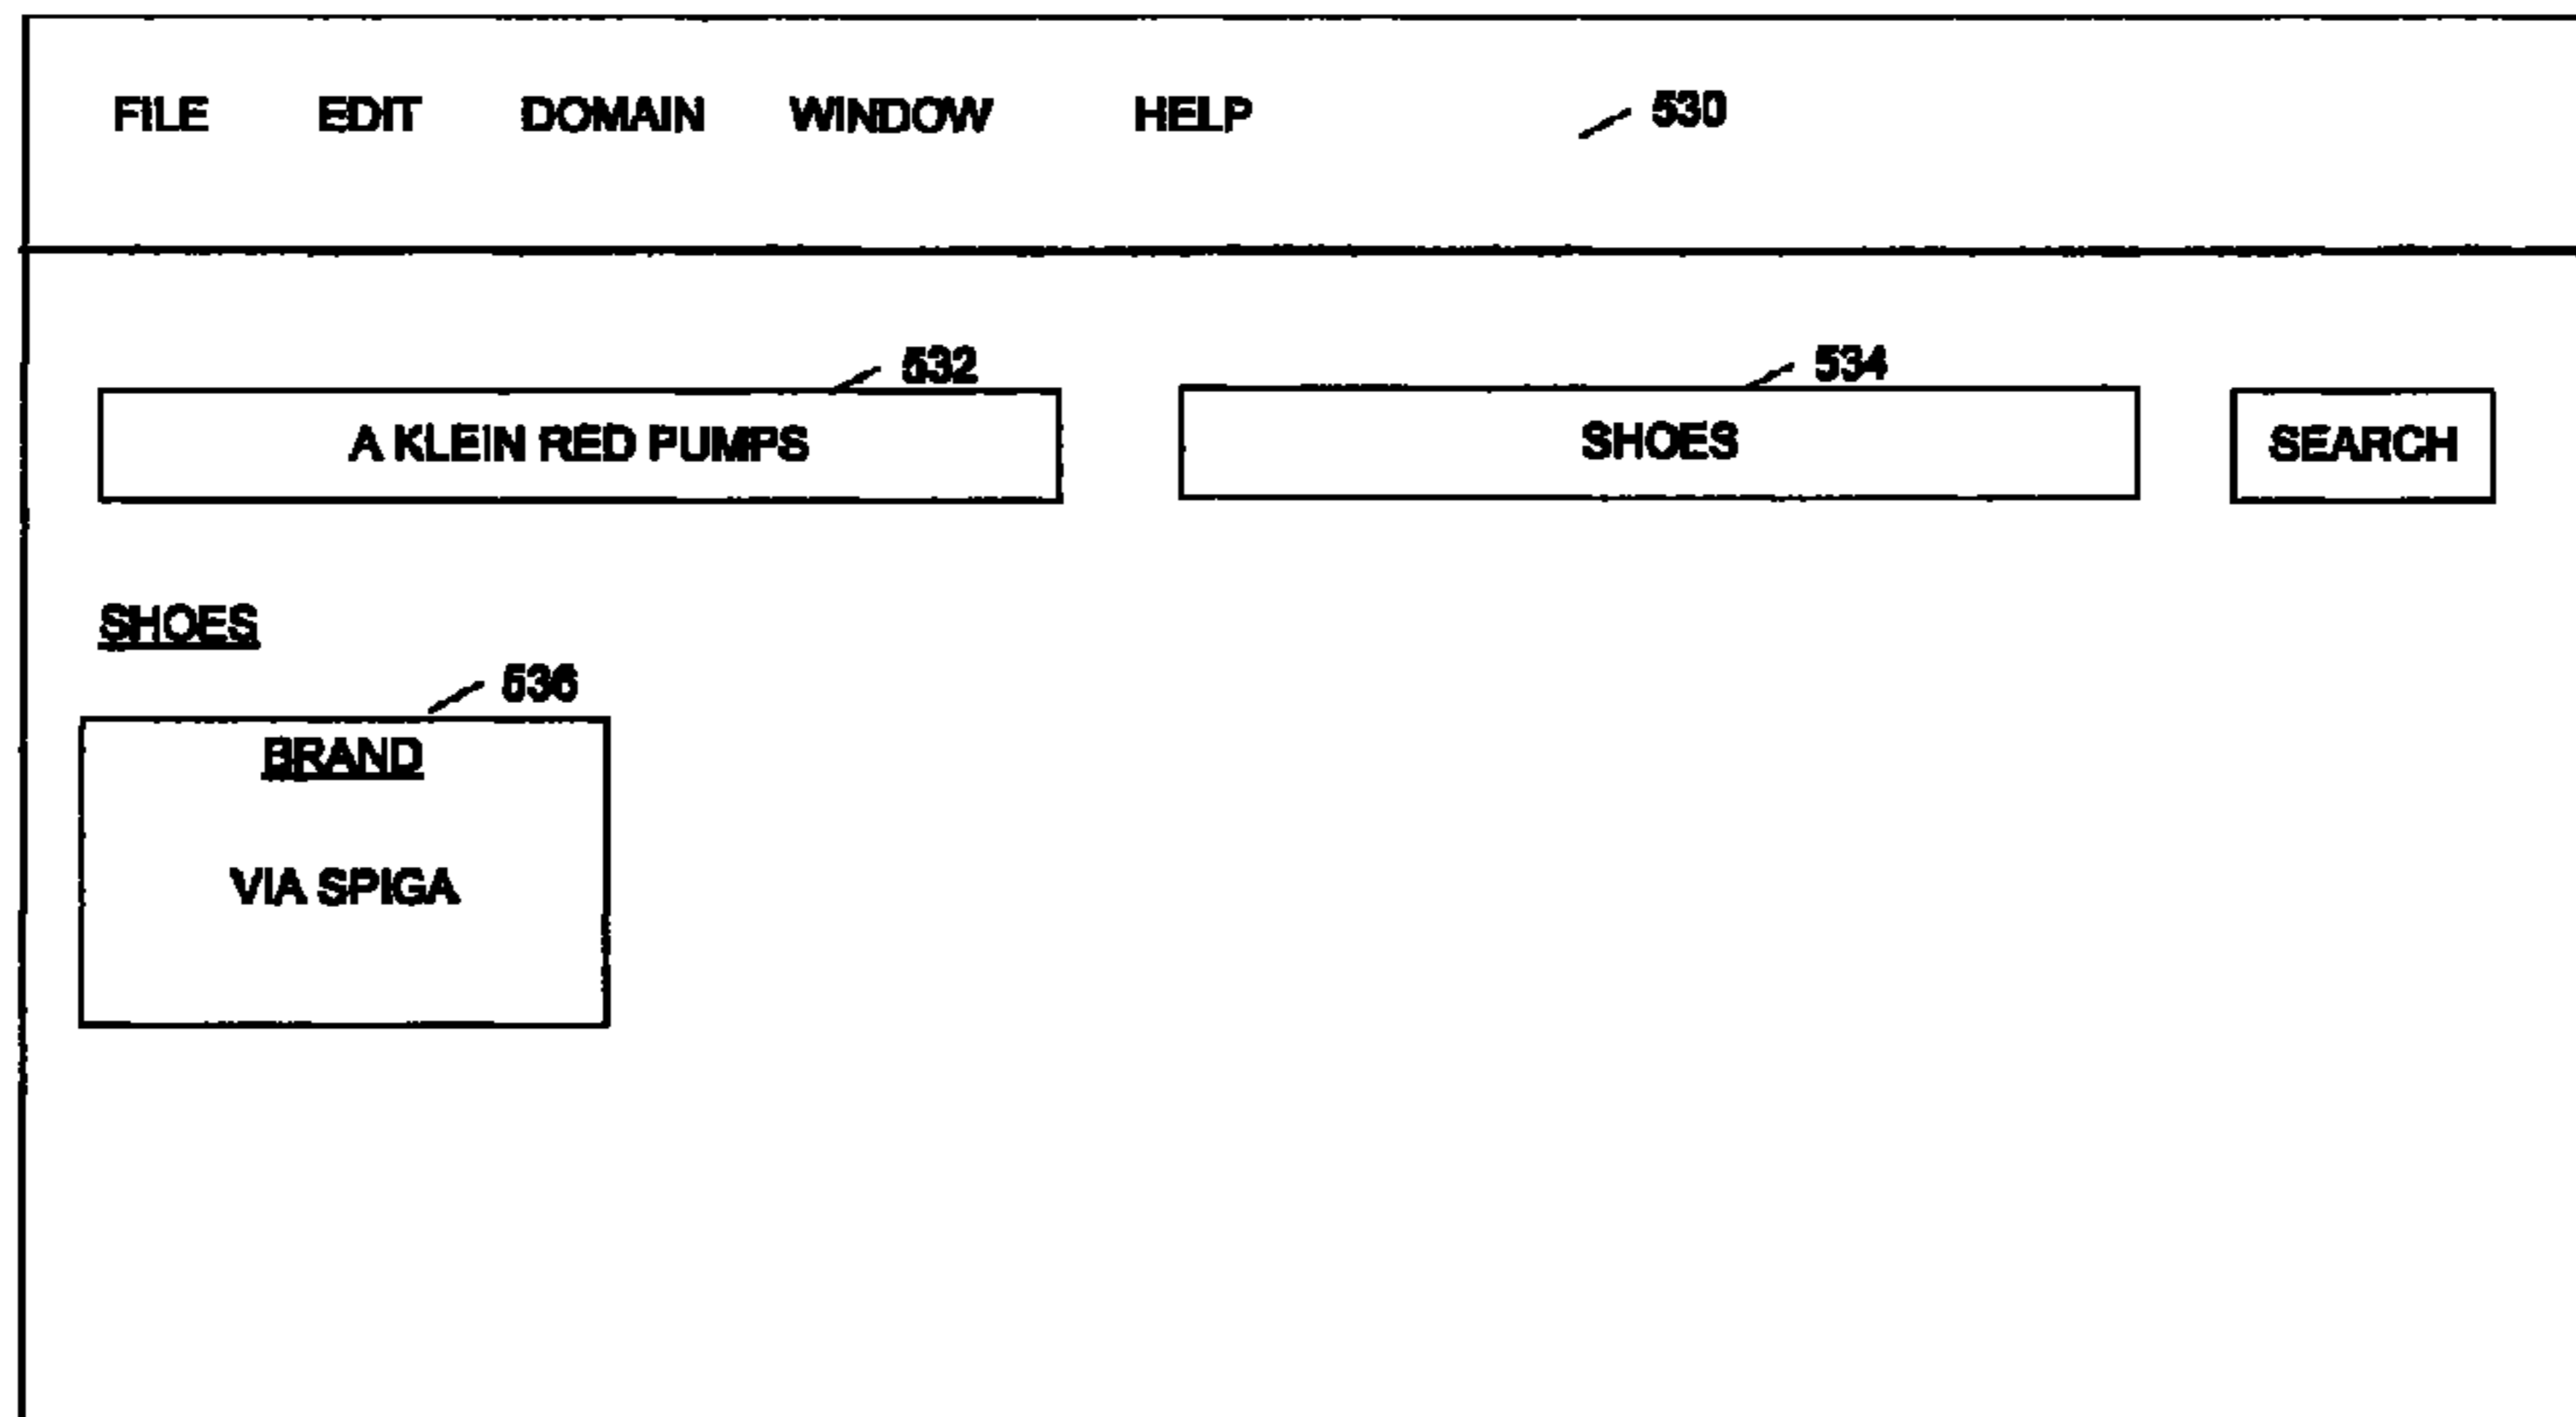 FILE EDIT DOMAIN WINDOW HELP 530
532 534
A KLEIN RED PUMPS SHOES SEARCH
SHOES
536
BRAND
VIA SPIGA